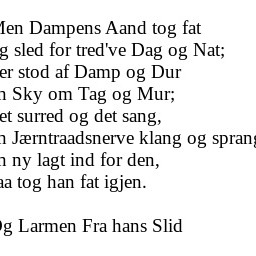 Men Dampens Aand tog fat
g sled for tred've Dag og Nat;
er stod af Damp og Dur
n Sky om Tag og Mur;
et surred og det sang,
n Jærntraadsnerve klang og sprang
n ny lagt ind for den,
aa tog han fat igjen.

Og Larmen Fra hans Slid